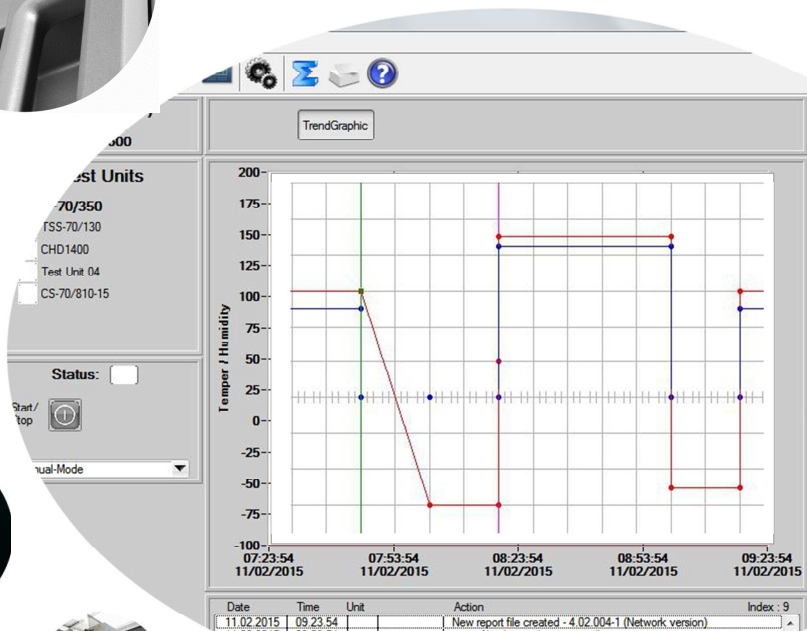 TrendGraphic
Test Units
70/350
TSS-70/130
CHD1400
Test Unit 04
CS-70/810-15
Status:
Start/
Stop
Manual-Mode
Temper / Humidity
200
175
150
125
100
75
50
25
0
-25
-50
-75
-100
07:23:54 07:53:54 08:23:54 08:53:54 09:23:54
11/02/2015 11/02/2015 11/02/2015 11/02/2015 11/02/2015
Date Time Unit Action Index : 9
11.02.2015 09.23.54 New report file created - 4.02.004-1 (Network version)